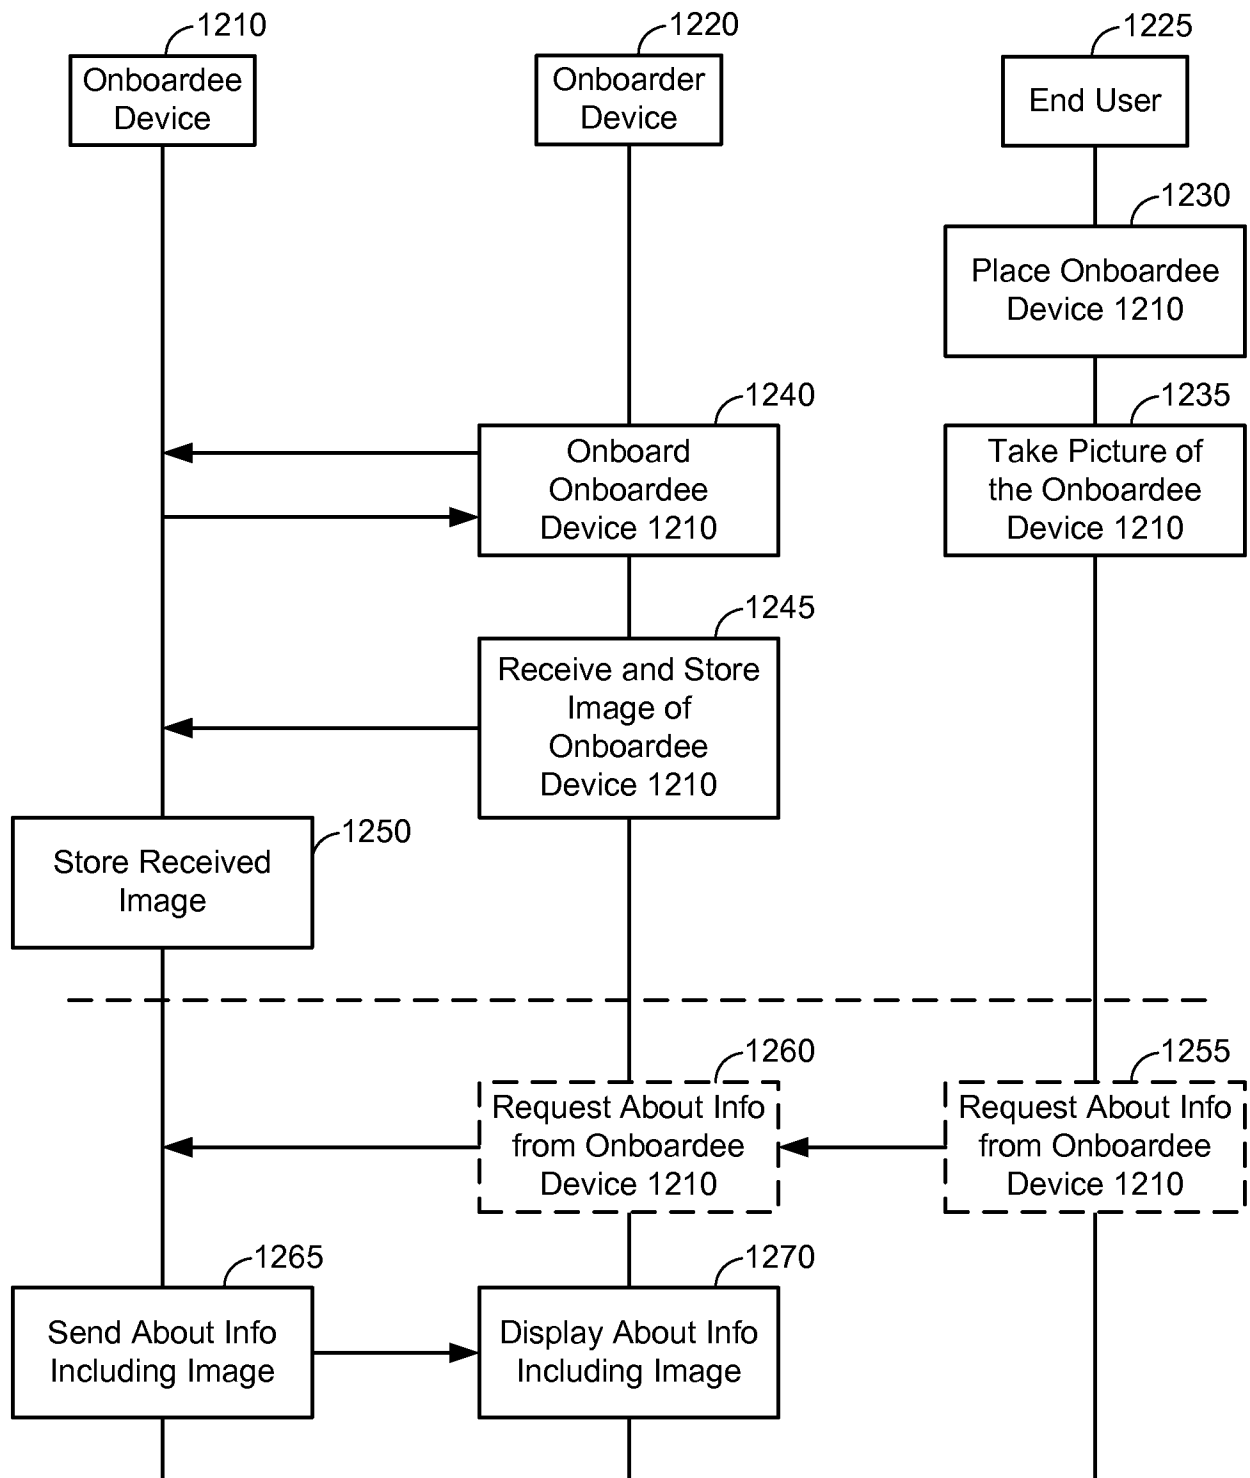 1210
Onboardee
Device
1220
Onboarder
Device
1225
End User
1230
Place Onboardee
Device 1210
1240
Onboard
Onboardee
Device 1210
1235
Take Picture of
the Onboardee
Device 1210
1245
Receive and Store
Image of
Onboardee
Device 1210
1250
Store Received
Image
1260
Request About Info
from Onboardee
Device 1210
1255
Request About Info
from Onboardee
Device 1210
1265
Send About Info
Including Image
1270
Display About Info
Including Image